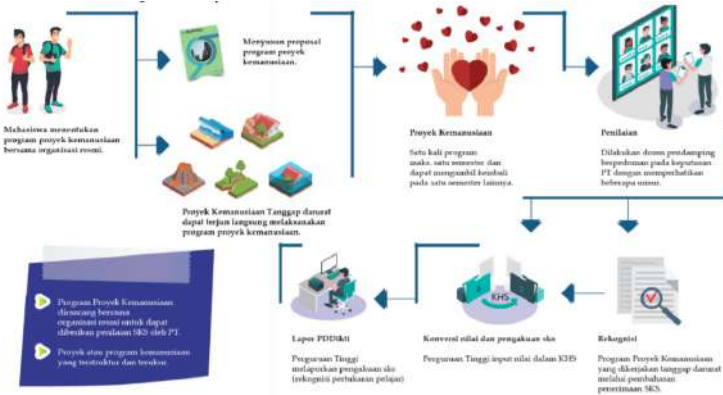 Mahasiswa menentukan
program proyek kemanusiaan
bersama organisasi resmi.
Menyusun proposal
program proyek
kemanusiaan.
Proyek Kemanusiaan Tanggap darurat
dapat terjun langsung melaksanakan
program proyek kemanusiaan.
Proyek Kemanusiaan
Satu kali program
maks. satu semester dan
dapat mengambil kembali
pada satu semester lainnya.
Penilaian
Dilakukan dosen pendamping
berpedoman pada keputusan
PT dengan memperhatikan
beberapa unsur.
Rekognisi
Program Proyek Kemanusiaan
yang dikerjakan tanggap darurat
melalui pembahasan
penerimaan SKS.
KHS
Konversi nilai dan pengakuan sks
Perguruan Tinggi input nilai dalam KHS
Lapor PDDikti
Perguruan Tinggi
melaporkan pengakuan sks
(rekognisi pertukaran pelajar)
Program Proyek Kemanusiaan
dirancang bersama
organisasi resmi untuk dapat
diberikan penilaian SKS oleh PT.
Proyek atau program kemanusiaan
yang terstruktur dan terukur.